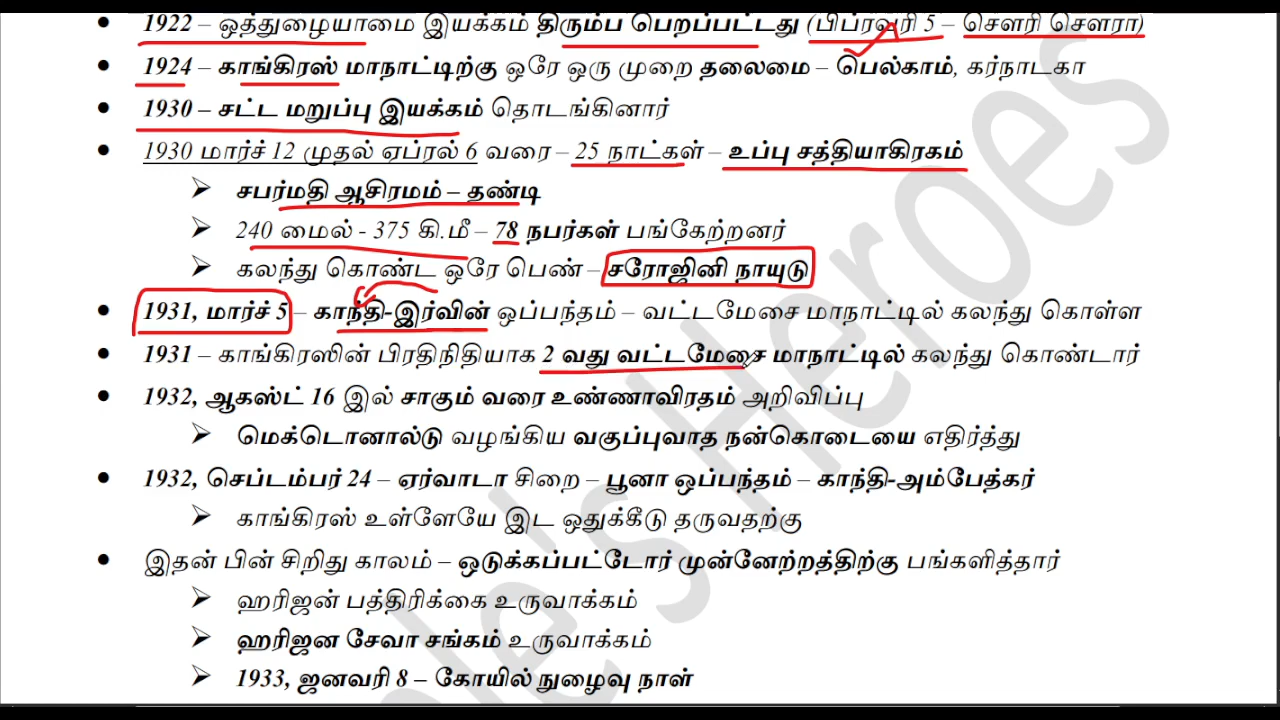 • 1922 – ஒத்துழையாமை இயக்கம் திரும்ப பெறப்பட்டது (பிப்ரவரி 5 – சௌரி சௌரா)
• 1924 – காங்கிரஸ் மாநாட்டிற்கு ஒரே ஒரு முறை தலைமை – பெல்காம், கர்நாடகா
• 1930 – சட்ட மறுப்பு இயக்கம் தொடங்கினார்
• 1930 மார்ச் 12 முதல் ஏப்ரல் 6 வரை – 25 நாட்கள் – உப்பு சத்தியாகிரகம்
➢ சபர்மதி ஆசிரமம் – தண்டி
➢ 240 மைல் - 375 கி.மீ – 78 நபர்கள் பங்கேற்றனர்
➢ கலந்து கொண்ட ஒரே பெண் – சரோஜினி நாயுடு
• 1931, மார்ச் 5 – காந்தி-இர்வின் ஒப்பந்தம் – வட்டமேசை மாநாட்டில் கலந்து கொள்ள
• 1931 – காங்கிரஸின் பிரதிநிதியாக 2 வது வட்டமேசை மாநாட்டில் கலந்து கொண்டார்
• 1932, ஆகஸ்ட் 16 இல் சாகும் வரை உண்ணாவிரதம் அறிவிப்பு
➢ மெக்டொனால்டு வழங்கிய வகுப்புவாத நன்கொடையை எதிர்த்து
• 1932, செப்டம்பர் 24 – ஏர்வாடா சிறை – பூனா ஒப்பந்தம் – காந்தி-அம்பேத்கர்
➢ காங்கிரஸ் உள்ளேயே இட ஒதுக்கீடு தருவதற்கு
• இதன் பின் சிறிது காலம் – ஒடுக்கப்பட்டோர் முன்னேற்றத்திற்கு பங்களித்தார்
➢ ஹரிஜன் பத்திரிக்கை உருவாக்கம்
➢ ஹரிஜன சேவா சங்கம் உருவாக்கம்
➢ 1933, ஜனவரி 8 – கோயில் நுழைவு நாள்